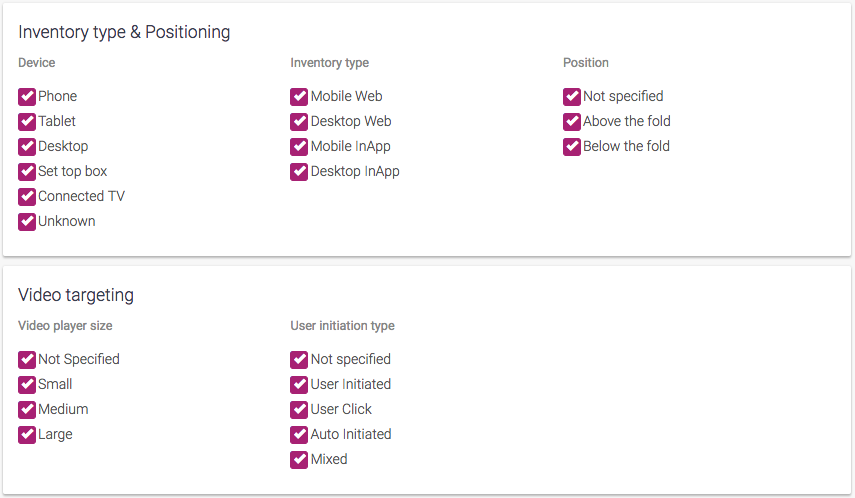 Inventory type & Positioning
Device
Phone
Tablet
Desktop
Set top box
Connected TV
Unknown
Inventory type
Mobile Web
Desktop Web
Mobile InApp
Desktop InApp
Position
Not specified
Above the fold
Below the fold
Video targeting
Video player size
Not Specified
Small
Medium
Large
User initiation type
Not specified
User Initiated
User Click
Auto Initiated
Mixed